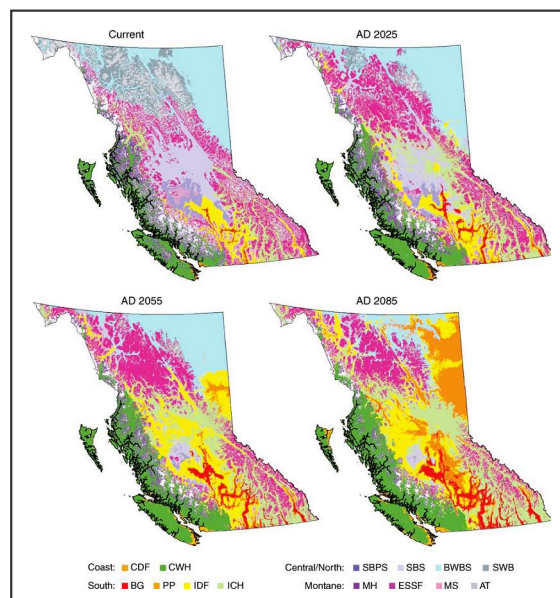 Current
AD 2025
AD 2055
AD 2085
Coast: CDF CWH
South: BG PP IDF ICH
Central/North: SBPS SBS BWBS SWB
Montane: MH ESSF MS AT